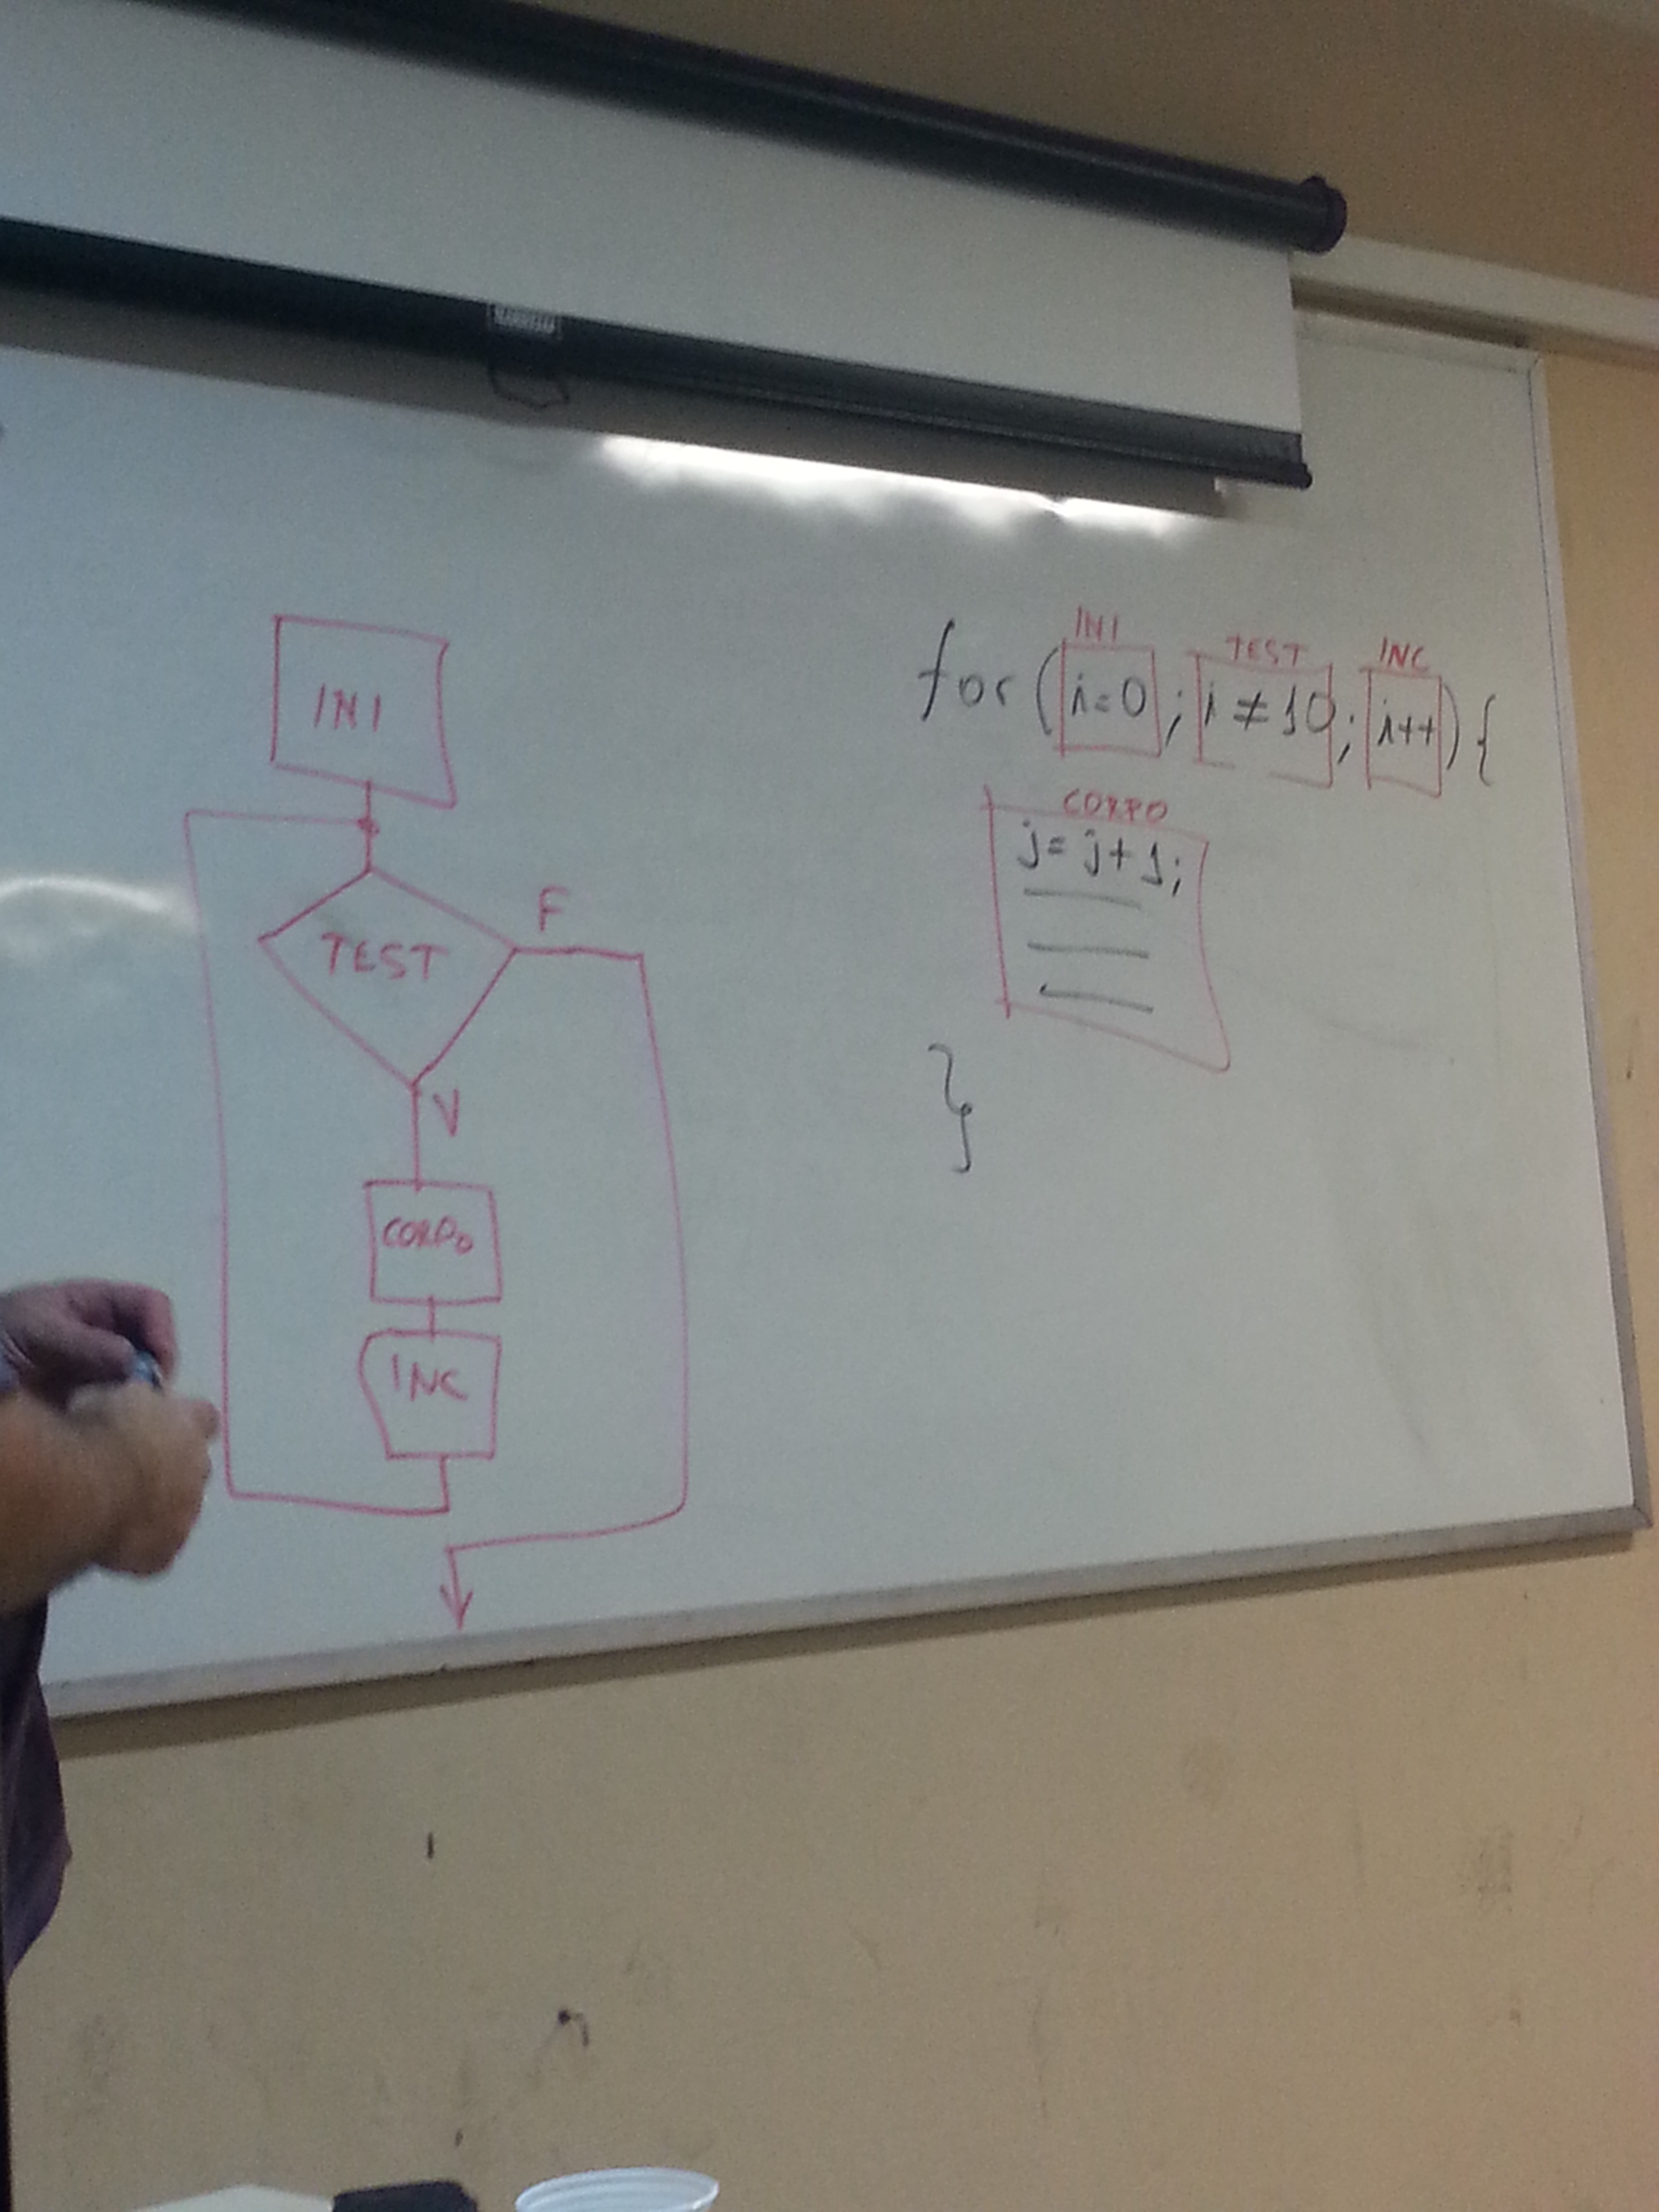 INI
TEST
F
V
CORPO
INC
INI TEST INC
for (i=0; i≠10; i++) {
CORPO
j = j + 1;
}